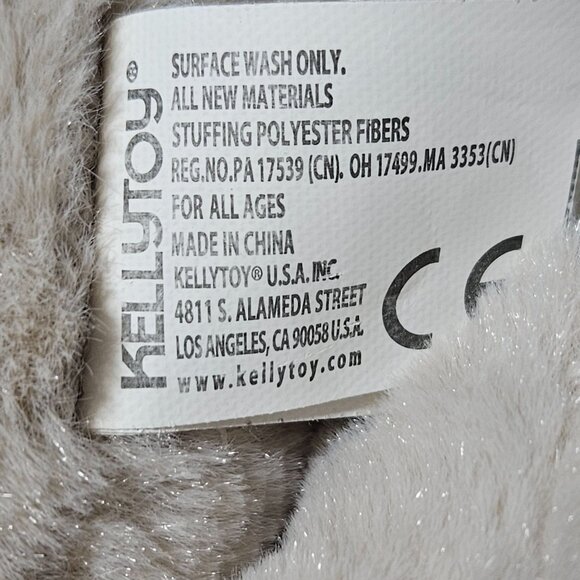 KELLYTOY®
SURFACE WASH ONLY.
ALL NEW MATERIALS
STUFFING POLYESTER FIBERS
REG.NO.PA 17539 (CN). OH 17499.MA 3353(CN)
FOR ALL AGES
MADE IN CHINA
KELLYTOY® U.S.A. INC.
4811 S. ALAMEDA STREET
LOS ANGELES, CA 90058 U.S.A.
www.kellytoy.com
CE